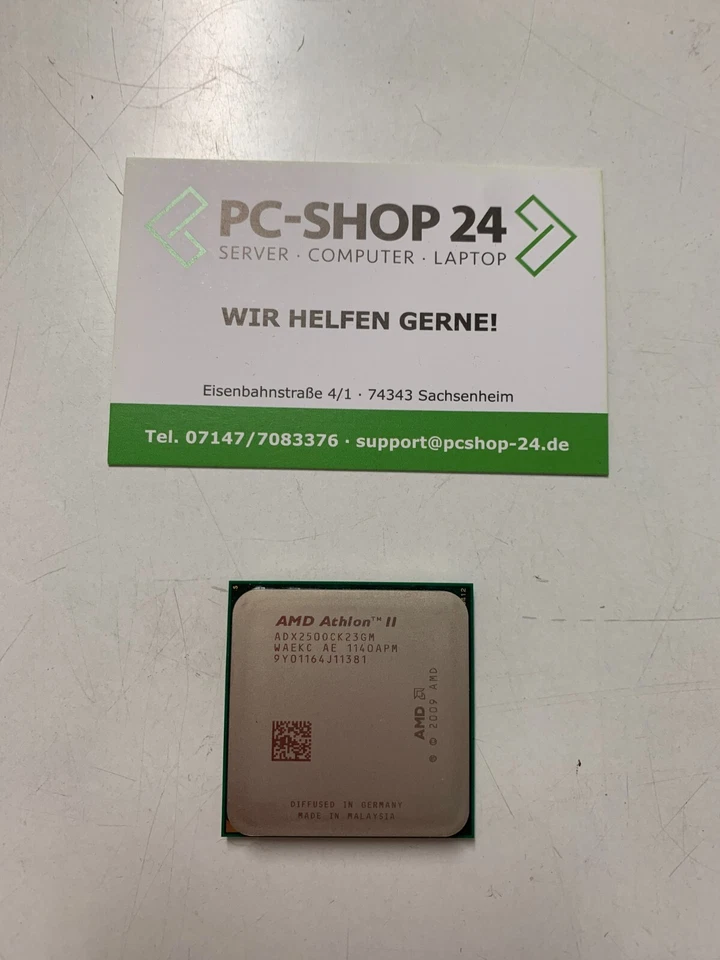 PC-SHOP 24
SERVER · COMPUTER · LAPTOP
WIR HELFEN GERNE!
Eisenbahnstraße 4/1 · 74343 Sachsenheim
Tel. 07147/7083376 · support@pcshop-24.de
AMD Athlon™ II
ADX250OCK23GM
WAEKC AE 1140APM
9Y01164J11381
AMD
© © 2009 AMD
DIFFUSED IN GERMANY
MADE IN MALAYSIA